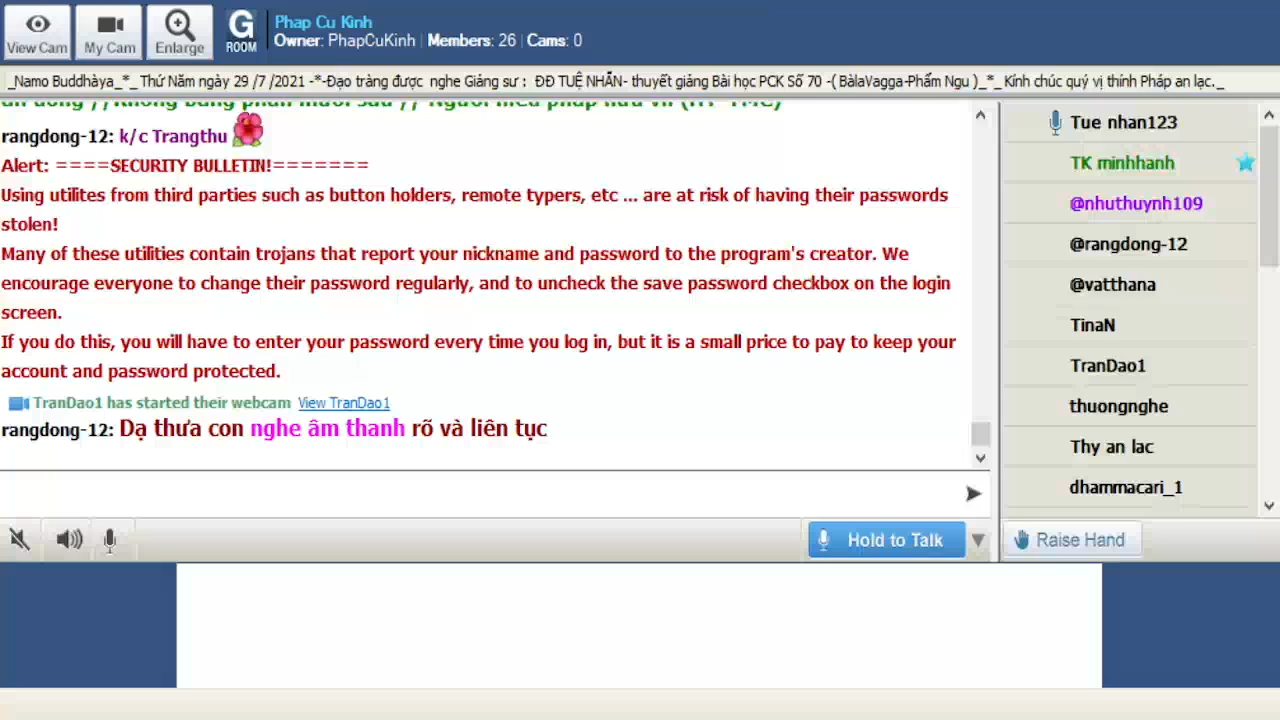 View Cam
My Cam
Enlarge
G
ROOM
Phap Cu Kinh
Owner: PhapCuKinh | Members: 26 | Cams: 0
_Namo Buddhàya_*_ Thứ Năm ngày 29 /7 /2021 -*-Đạo tràng được nghe Giảng sư : ĐĐ TUỆ NHẪN- thuyết giảng Bài học PCK Số 70 -( BàlaVagga-Phẩm Ngu )_*_ Kính chúc quý vị thính Pháp an lạc._
rangdong-12: k/c Trangthu
Alert: ====SECURITY BULLETIN!=======
Using utilites from third parties such as button holders, remote typers, etc ... are at risk of having their passwords
stolen!
Many of these utilities contain trojans that report your nickname and password to the program's creator. We
encourage everyone to change their password regularly, and to uncheck the save password checkbox on the login
screen.
If you do this, you will have to enter your password every time you log in, but it is a small price to pay to keep your
account and password protected.
TranDao1 has started their webcam View TranDao1
rangdong-12: Dạ thưa con nghe âm thanh rõ và liên tục
Hold to Talk
Tue nhan123
TK minhhanh
@nhuthuynh109
@rangdong-12
@vatthana
TinaN
TranDao1
thuongnghe
Thy an lac
dhammacari_1
Raise Hand